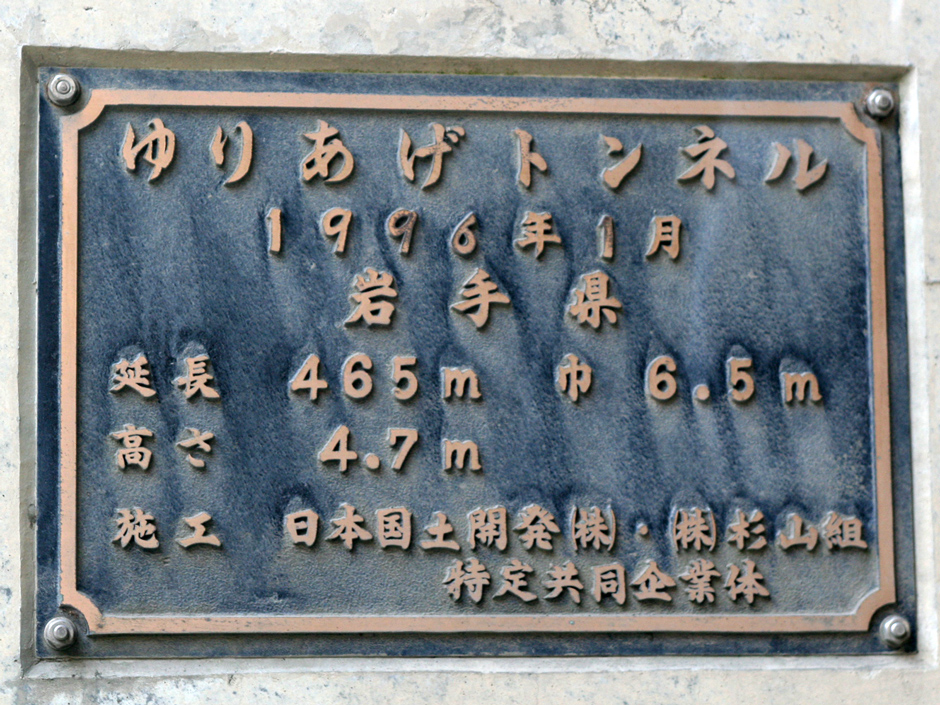 ゆりあげトンネル
1996年1月
岩手県
延長 465m 巾 6.5m
高さ 4.7m
施工 日本国土開発㈱・㈱杉山組
特定共同企業体